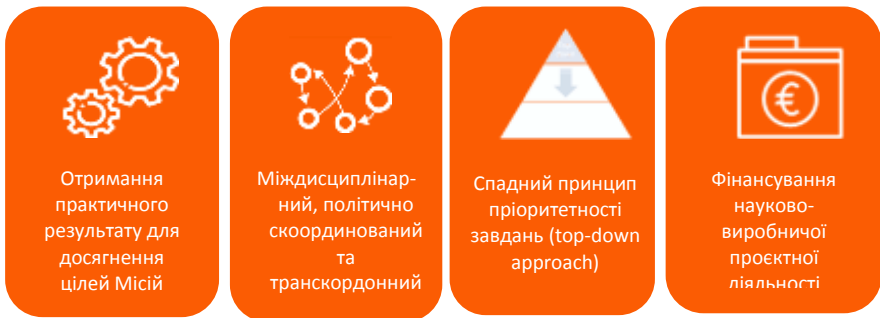 Отримання
практичного
результату для
досягнення
цілей Місій
Міждисциплінар-
ний, політично
скоординований
та
транскордонний
Спадний принцип
пріоритетності
завдань (top-down
approach)
€
Фінансування
науково-
виробничої
проєктної
діяльності